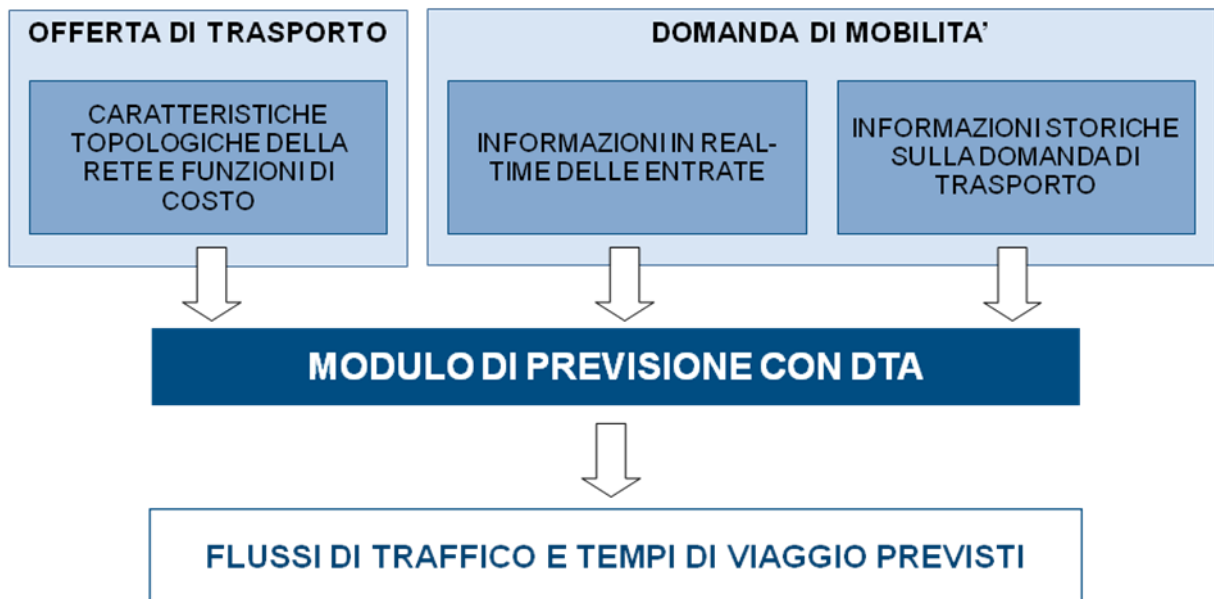 OFFERTA DI TRASPORTO
CARATTERISTICHE
TOPOLOGICHE DELLA
RETE E FUNZIONI DI
COSTO
DOMANDA DI MOBILITA'
INFORMAZIONI IN REAL-
TIME DELLE ENTRATE
INFORMAZIONI STORICHE
SULLA DOMANDA DI
TRASPORTO
MODULO DI PREVISIONE CON DTA
FLUSSI DI TRAFFICO E TEMPI DI VIAGGIO PREVISTI